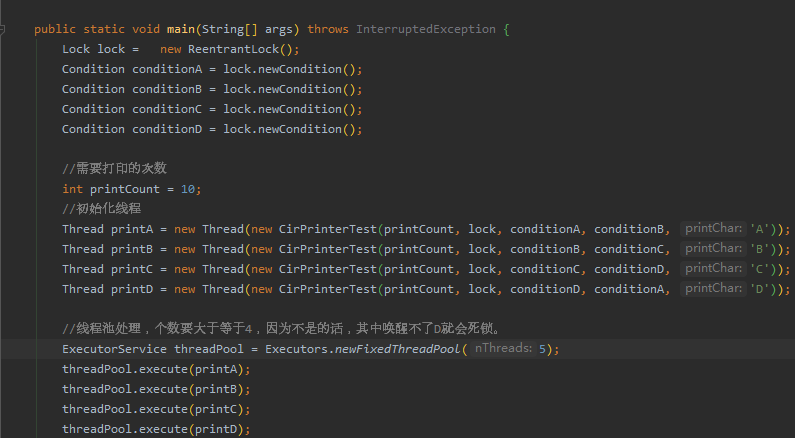 public static void main(String[] args) throws InterruptedException {
Lock lock =   new ReentrantLock();
Condition conditionA = lock.newCondition();
Condition conditionB = lock.newCondition();
Condition conditionC = lock.newCondition();
Condition conditionD = lock.newCondition();
//需要打印的次数
int printCount = 10;
//初始化线程
Thread printA = new Thread(new CirPrinterTest(printCount, lock, conditionA, conditionB, printChar: 'A'));
Thread printB = new Thread(new CirPrinterTest(printCount, lock, conditionB, conditionC, printChar: 'B'));
Thread printC = new Thread(new CirPrinterTest(printCount, lock, conditionC, conditionD, printChar: 'C'));
Thread printD = new Thread(new CirPrinterTest(printCount, lock, conditionD, conditionA, printChar: 'D'));
//线程池处理，个数要大于等于4，因为不是的话，其中唤醒不了D就会死锁。
ExecutorService threadPool = Executors.newFixedThreadPool( nThreads: 5);
threadPool.execute(printA);
threadPool.execute(printB);
threadPool.execute(printC);
threadPool.execute(printD);